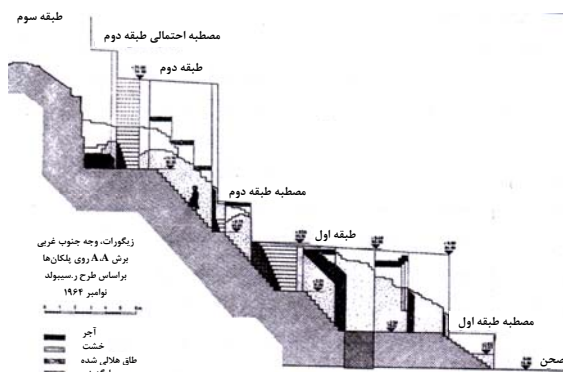 طبقه سوم
مصطبه احتمالی طبقه دوم
طبقه دوم
مصطبه طبقه دوم
طبقه اول
مصطبه طبقه اول
صحن
زیگورات، وجه جنوب غربی
برش A.A روی پلکان‌ها
براساس طرح ر.سیبولد
نوامبر ۱۹۶۴
آجر
خشت
طاق هلالی شده